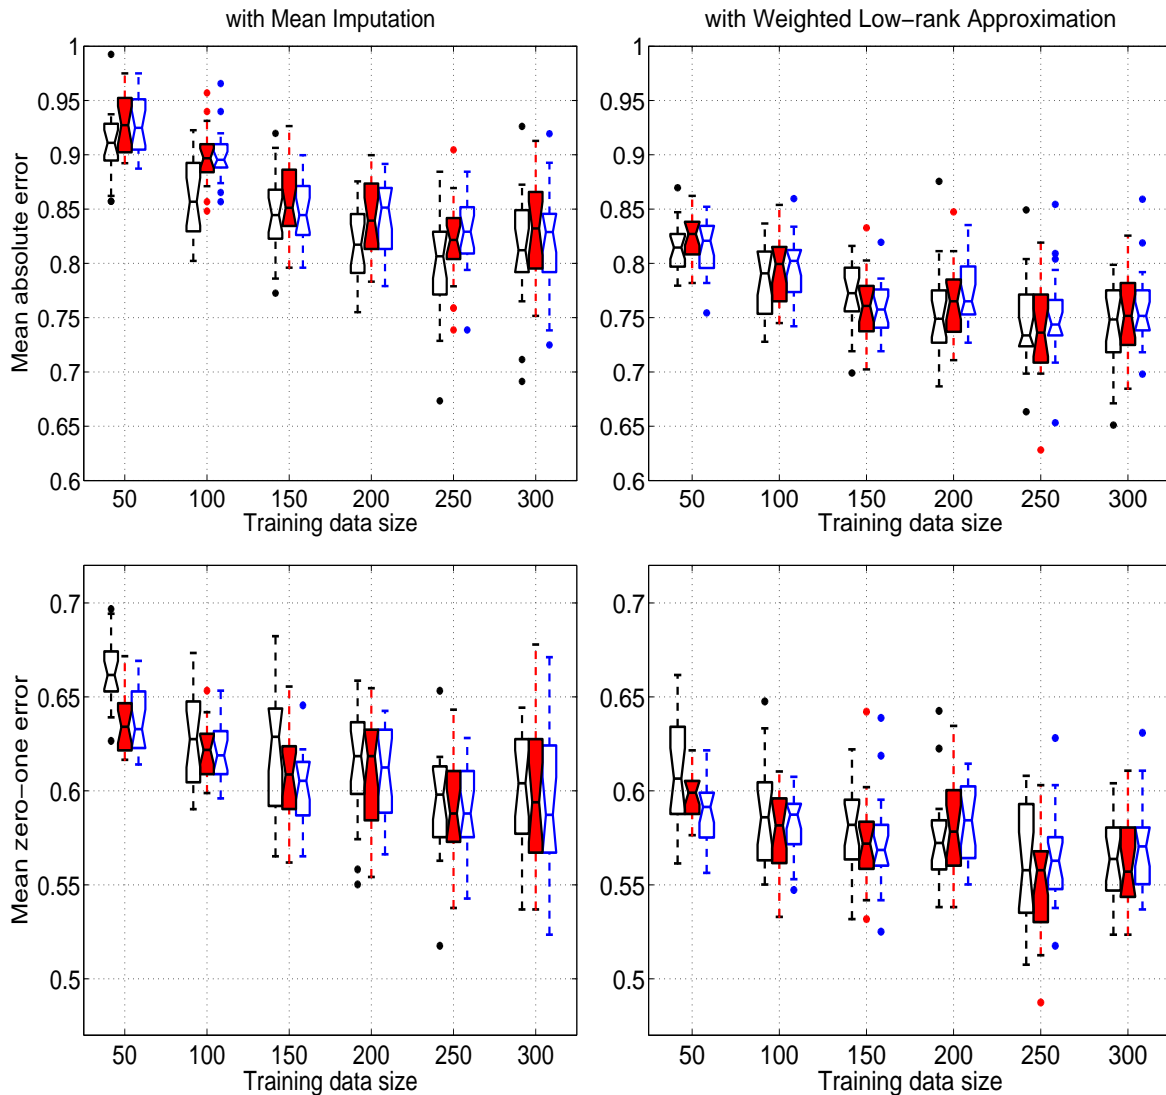 with Mean Imputation
with Weighted Low-rank Approximation
Mean absolute error
1
0.95
0.9
0.85
0.8
0.75
0.7
0.65
0.6
50 100 150 200 250 300
Training data size
1
0.95
0.9
0.85
0.8
0.75
0.7
0.65
0.6
50 100 150 200 250 300
Training data size
Mean zero-one error
0.7
0.65
0.6
0.55
0.5
50 100 150 200 250 300
Training data size
0.7
0.65
0.6
0.55
0.5
50 100 150 200 250 300
Training data size